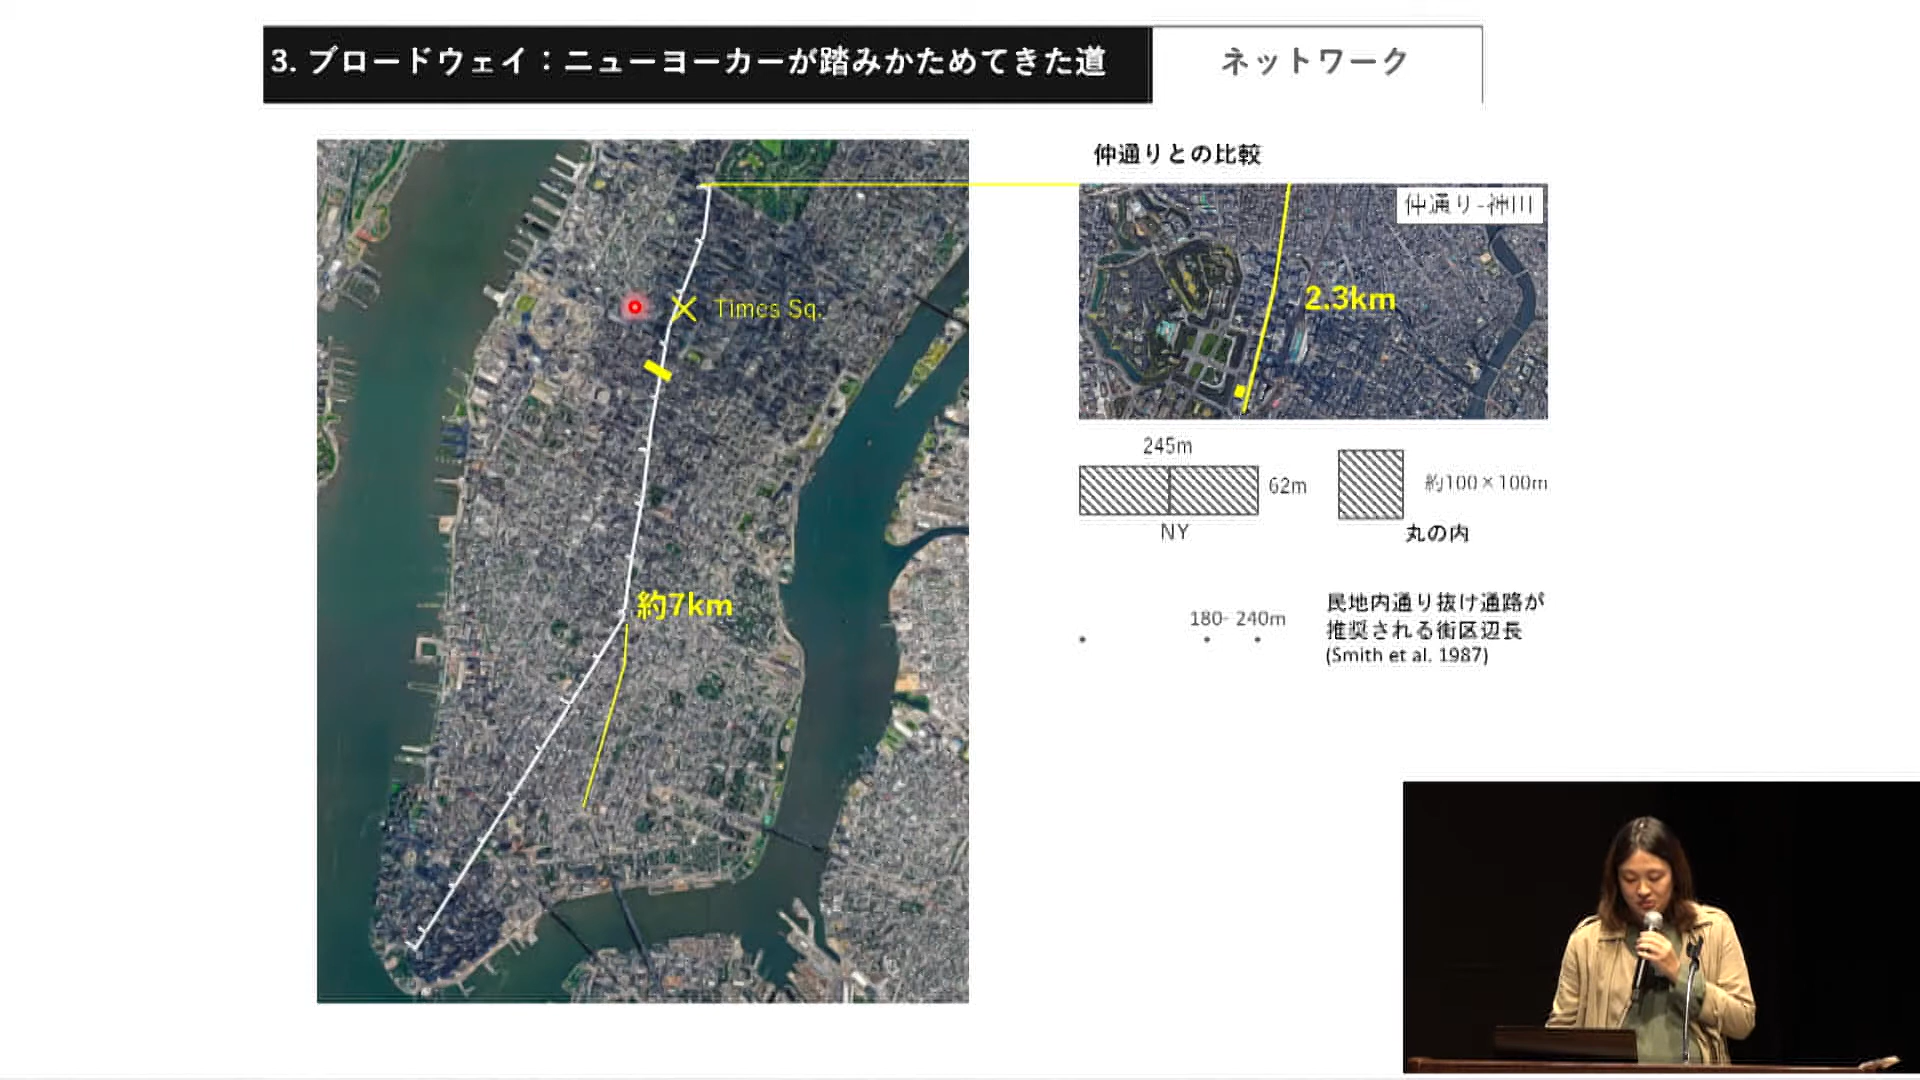 3. ブロードウェイ：ニューヨーカーが踏みかためてきた道
ネットワーク
仲通りとの比較
仲通り-神川
2.3km
Times Sq.
約7km
245m
62m
NY
約100×100m
丸の内
180- 240m
民地内通り抜け通路が
推奨される街区辺長
(Smith et al. 1987)